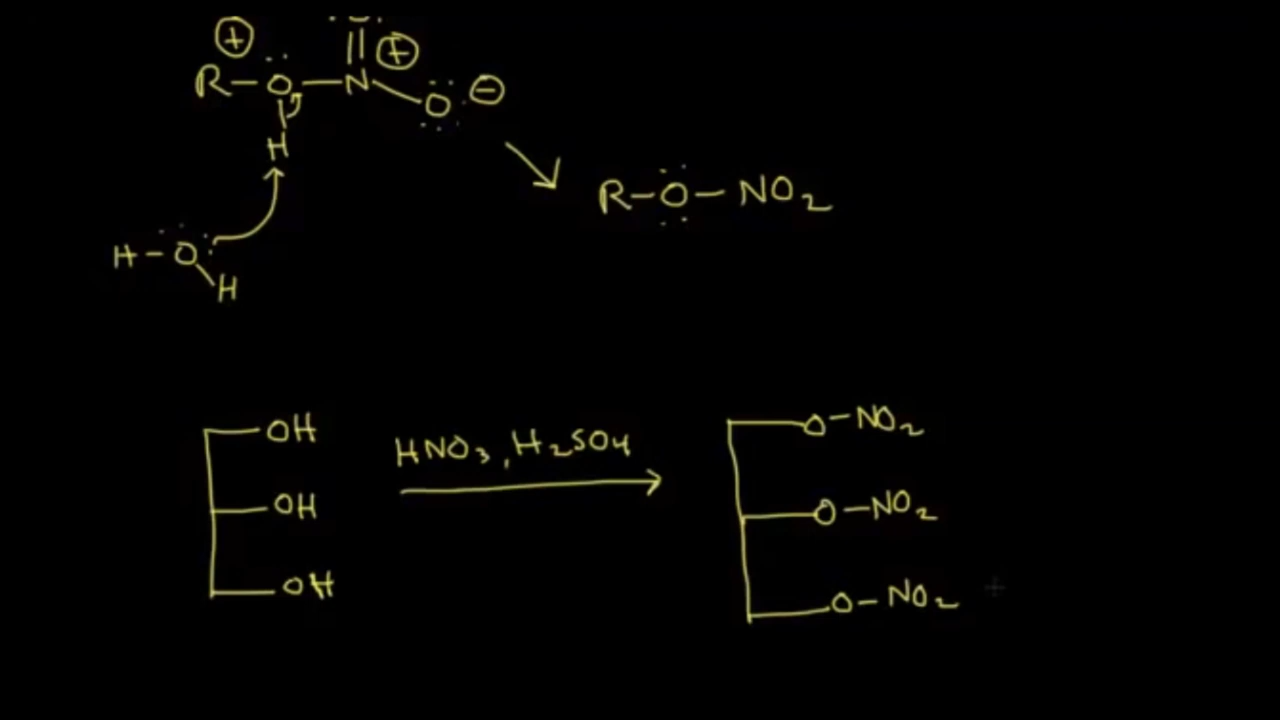 ⊕ O ⊕
R–O–N–O ⊖
H
R–O–NO₂
H–O
H
OH HNO₃, H₂SO₄ O–NO₂
OH O–NO₂
OH O–NO₂